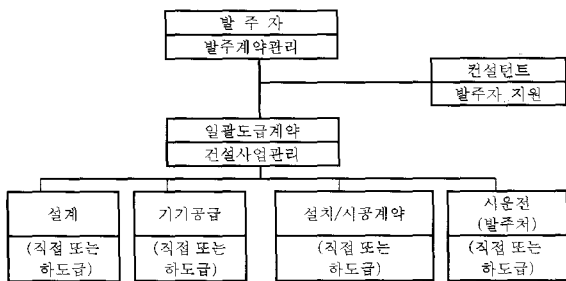 발 주 자
발주계약관리
컨설턴트
발주자 지원
일괄도급계약
건설사업관리
설계
(직접 또는
하도급)
기기공급
(직접 또는
하도급)
설치/시공계약
(직접 또는
하도급)
시운전
(발주처)
(직접 또는
하도급)